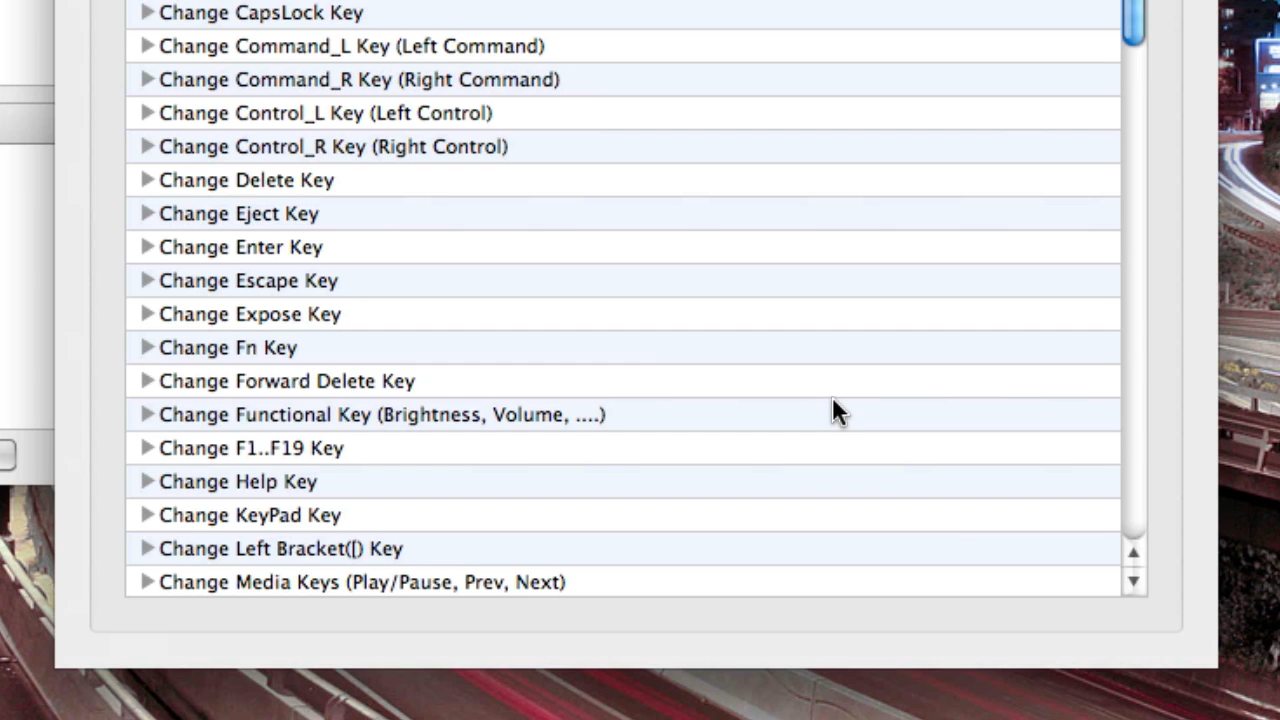 Change CapsLock Key
Change Command_L Key (Left Command)
Change Command_R Key (Right Command)
Change Control_L Key (Left Control)
Change Control_R Key (Right Control)
Change Delete Key
Change Eject Key
Change Enter Key
Change Escape Key
Change Expose Key
Change Fn Key
Change Forward Delete Key
Change Functional Key (Brightness, Volume, ....)
Change F1..F19 Key
Change Help Key
Change KeyPad Key
Change Left Bracket([) Key
Change Media Keys (Play/Pause, Prev, Next)